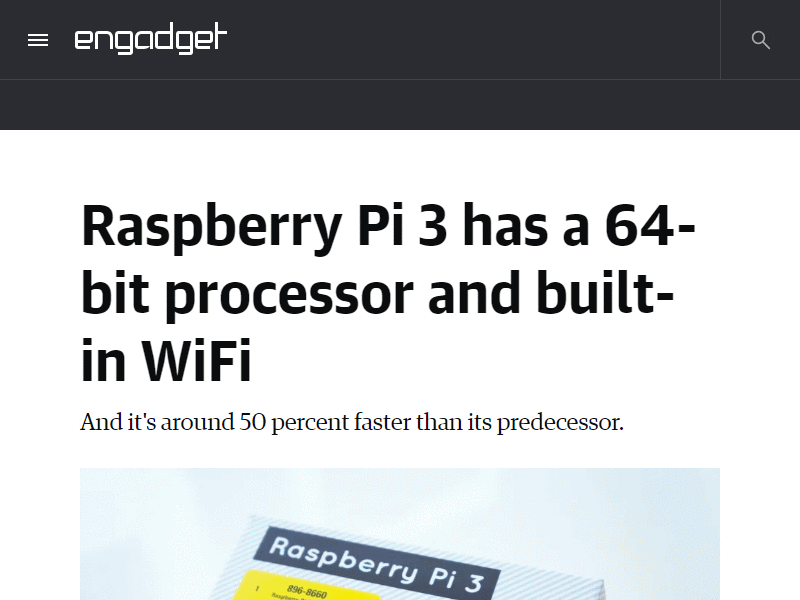 engadget
Raspberry Pi 3 has a 64-
bit processor and built-
in WiFi
And it's around 50 percent faster than its predecessor.
Raspberry Pi 3
896-8660